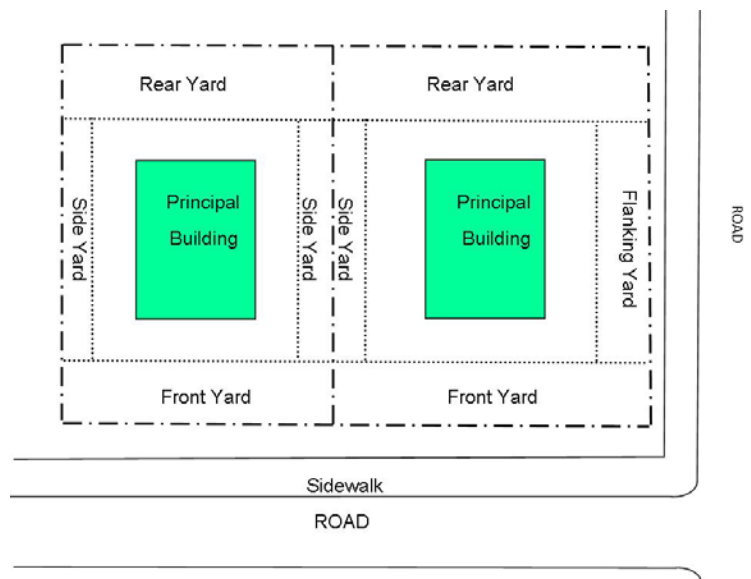 Rear Yard
Rear Yard
Side Yard
Principal
Building
Side Yard
Side Yard
Principal
Building
Flanking Yard
ROAD
Front Yard
Front Yard
Sidewalk
ROAD